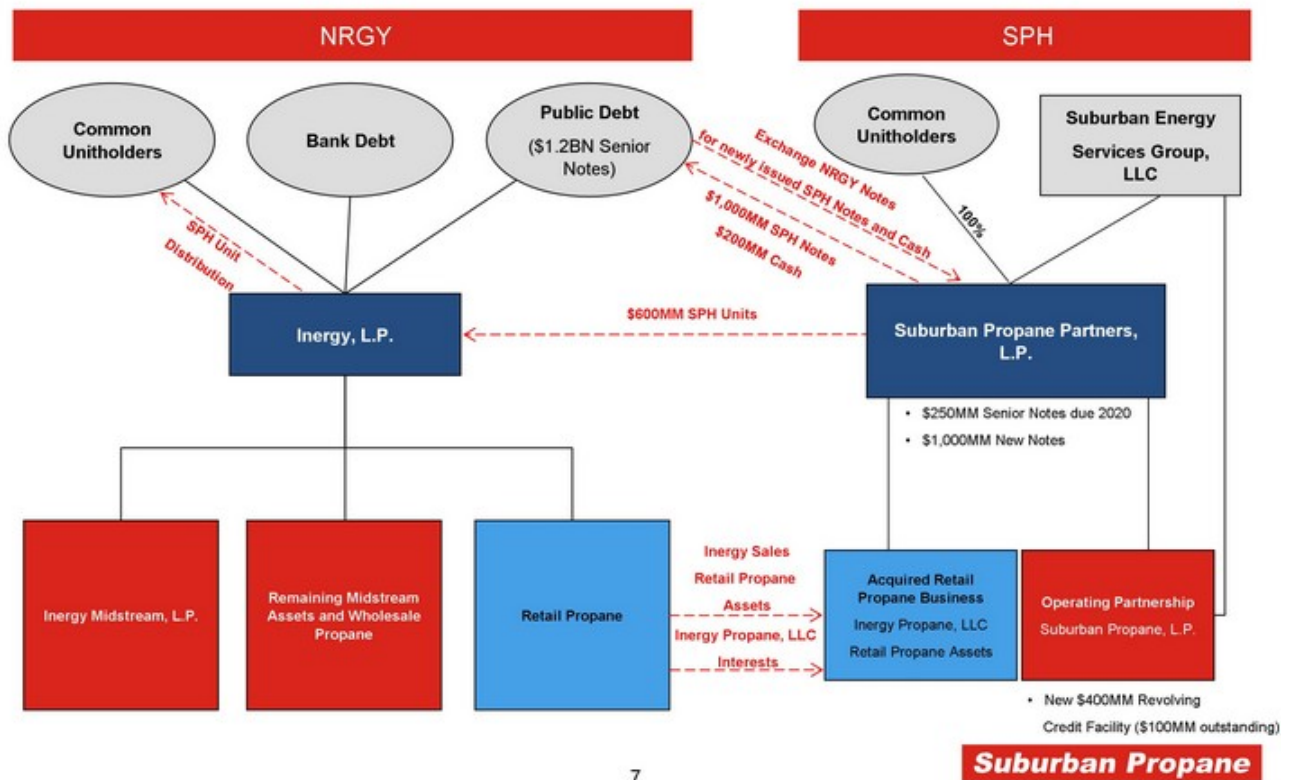 NRGY
SPH
Common
Unitholders
Bank Debt
Public Debt
($1.2BN Senior
Notes)
Common
Unitholders
Suburban Energy
Services Group,
LLC
Exchange NRGY Notes
for newly issued SPH Notes and Cash
$1,000MM SPH Notes
$200MM Cash
SPH Unit
Distribution
100%
Inergy, L.P.
$600MM SPH Units
Suburban Propane Partners,
L.P.
• $250MM Senior Notes due 2020
• $1,000MM New Notes
Inergy Midstream, L.P.
Remaining Midstream
Assets and Wholesale
Propane
Retail Propane
Inergy Sales
Retail Propane
Assets
Inergy Propane, LLC
Interests
Acquired Retail
Propane Business
Inergy Propane, LLC
Retail Propane Assets
Operating Partnership
Suburban Propane, L.P.
• New $400MM Revolving
Credit Facility ($100MM outstanding)
7
Suburban Propane